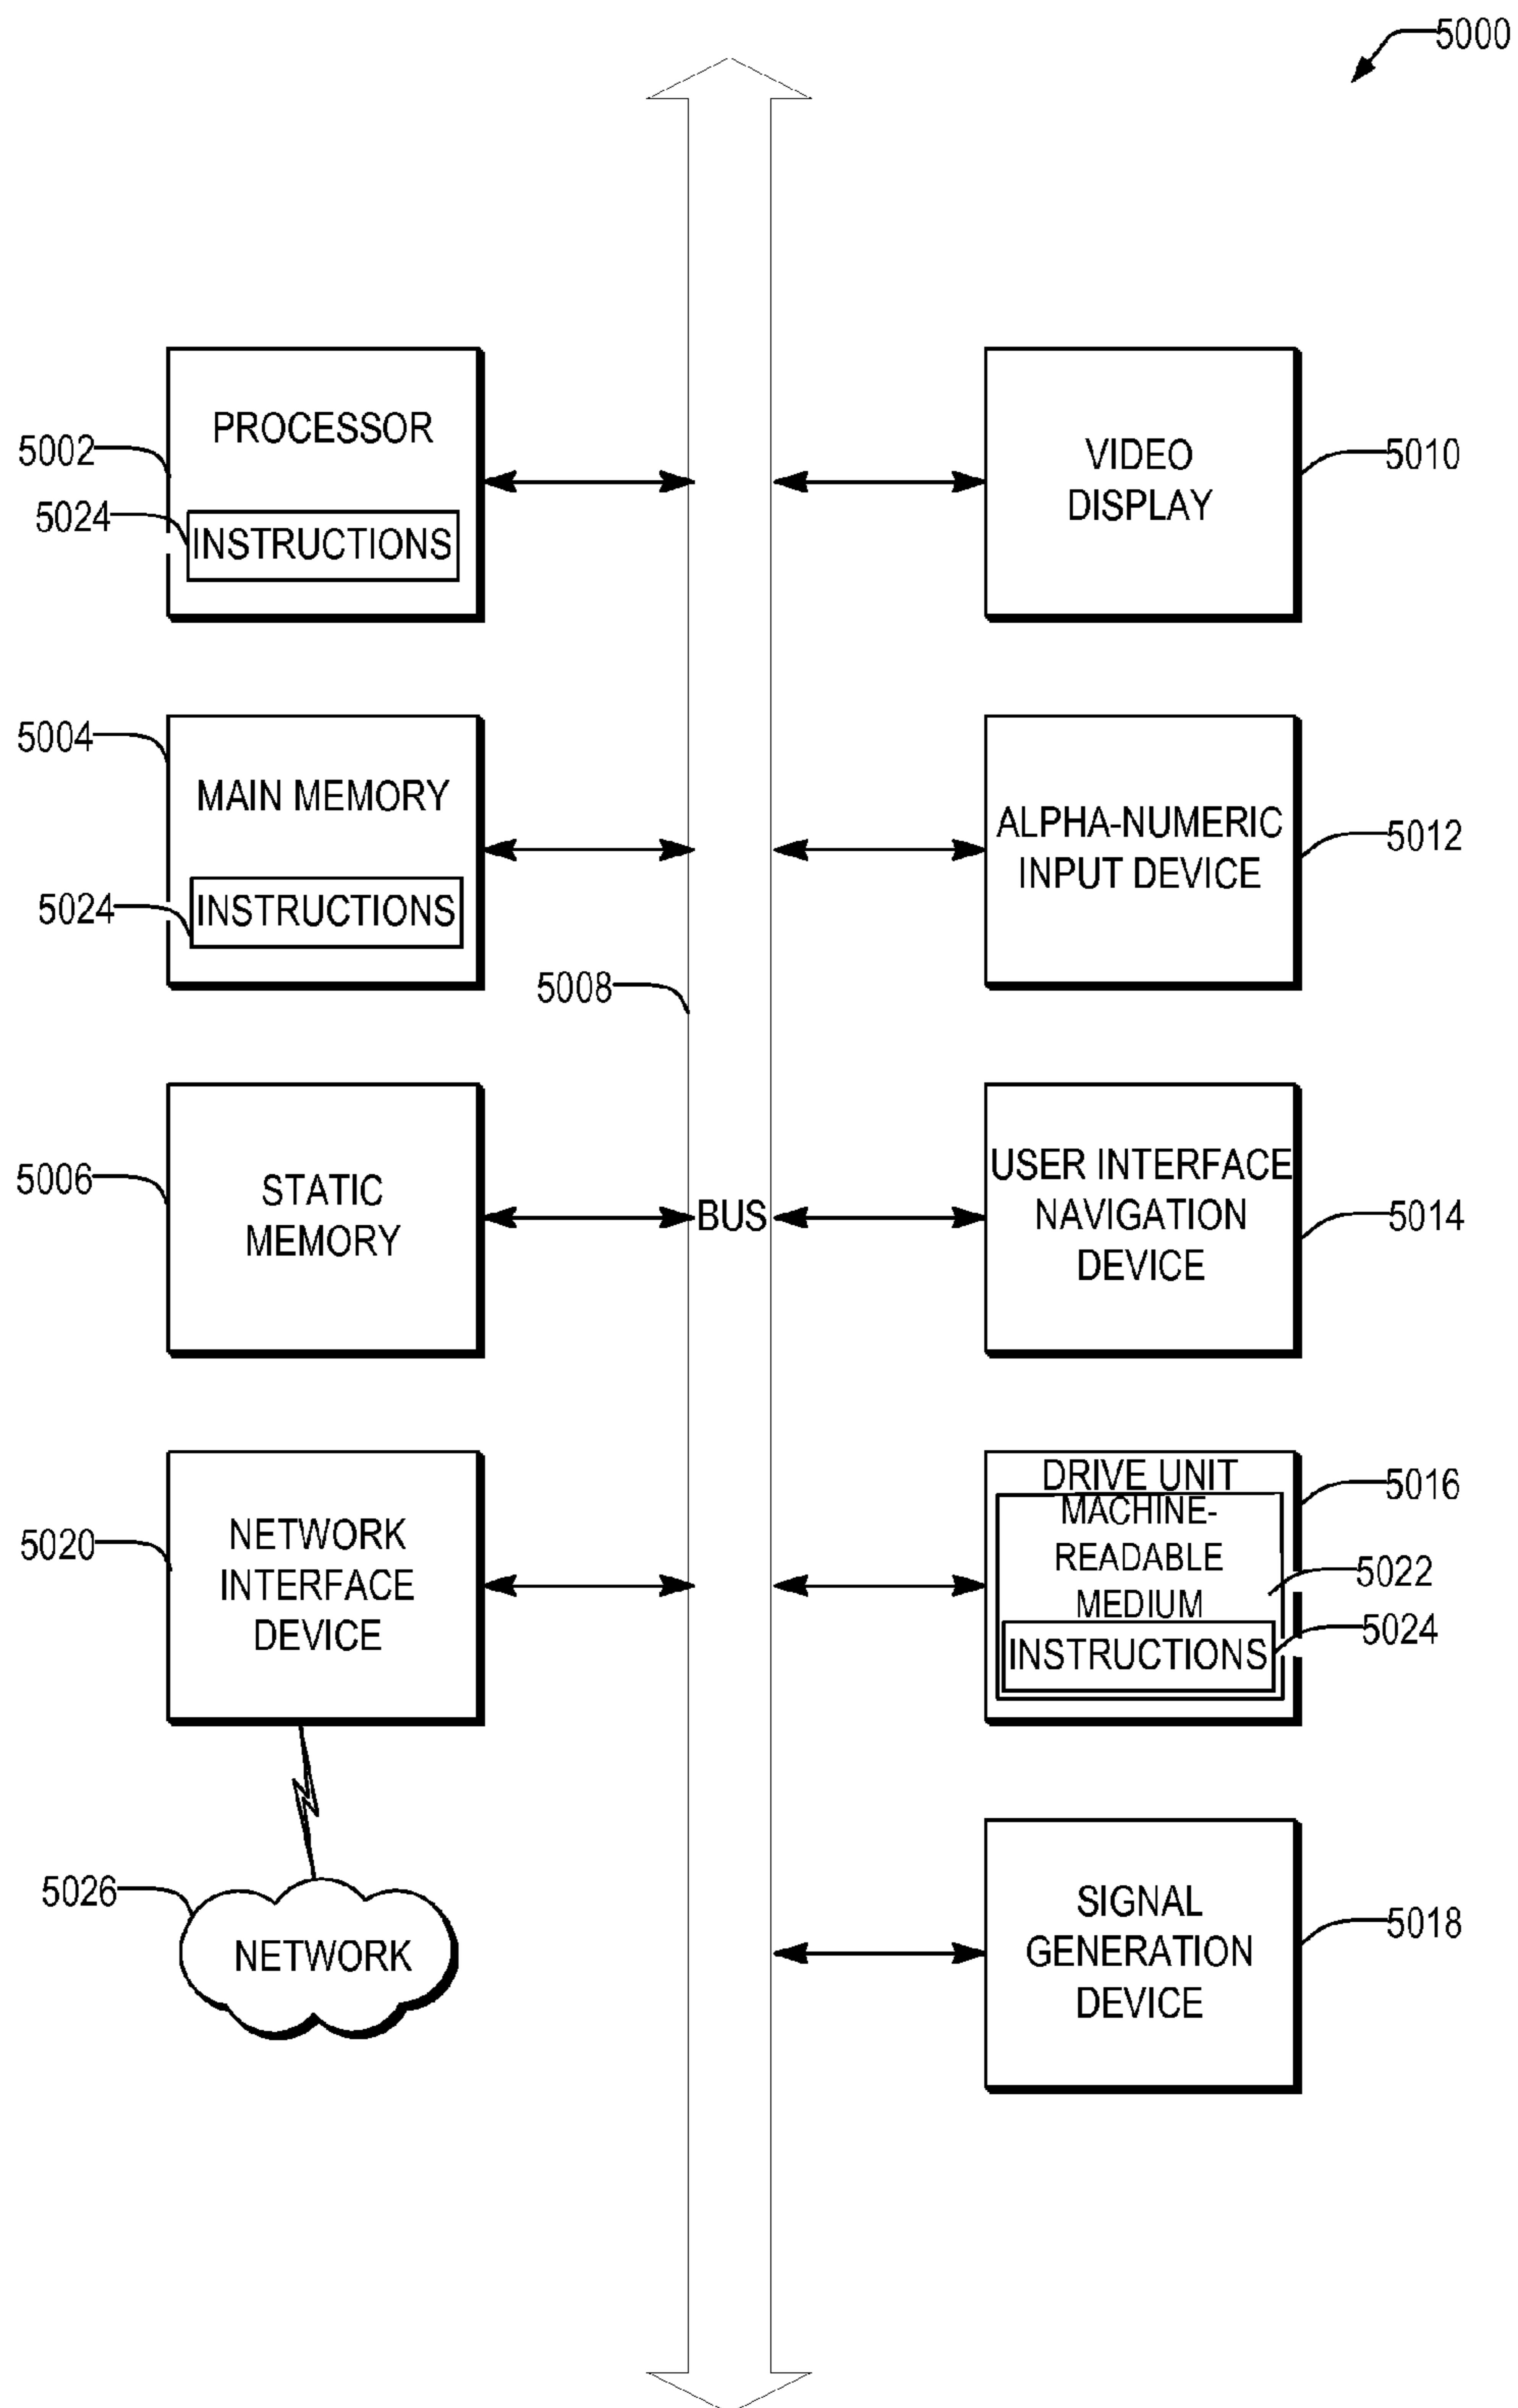 5000
PROCESSOR
5002
5024
INSTRUCTIONS
VIDEO
DISPLAY
5010
5004
MAIN MEMORY
5024
INSTRUCTIONS
ALPHA-NUMERIC
INPUT DEVICE
5012
5008
5006
STATIC
MEMORY
BUS
USER INTERFACE
NAVIGATION
DEVICE
5014
5020
NETWORK
INTERFACE
DEVICE
DRIVE UNIT
5016
MACHINE-
READABLE
MEDIUM
5022
INSTRUCTIONS
5024
5026
NETWORK
SIGNAL
GENERATION
DEVICE
5018